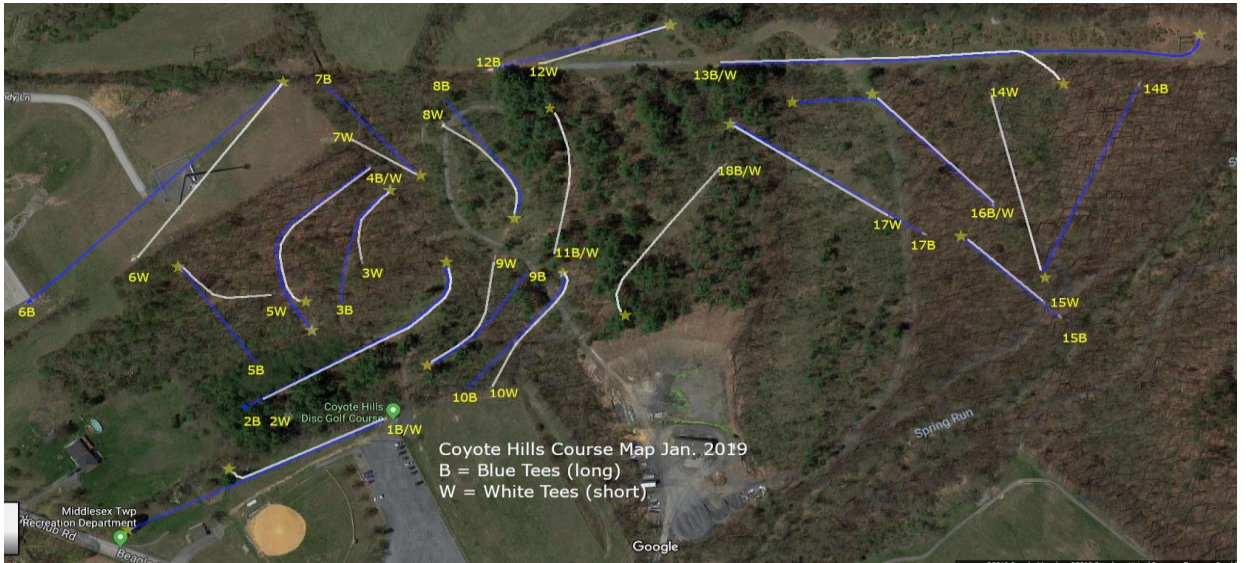 12B
12W
13B/W
7B
8B
14W
14B
8W
7W
4B/W
18B/W
16B/W
17W
17B
11B/W
9W
9B
3W
6W
5W
3B
6B
15W
15B
5B
10B
10W
2B
2W
Coyote Hills
Disc Golf Course
1B/W
Spring Run
Coyote Hills Course Map Jan. 2019
B = Blue Tees (long)
W = White Tees (short)
Middlesex Twp
Recreation Department
Google